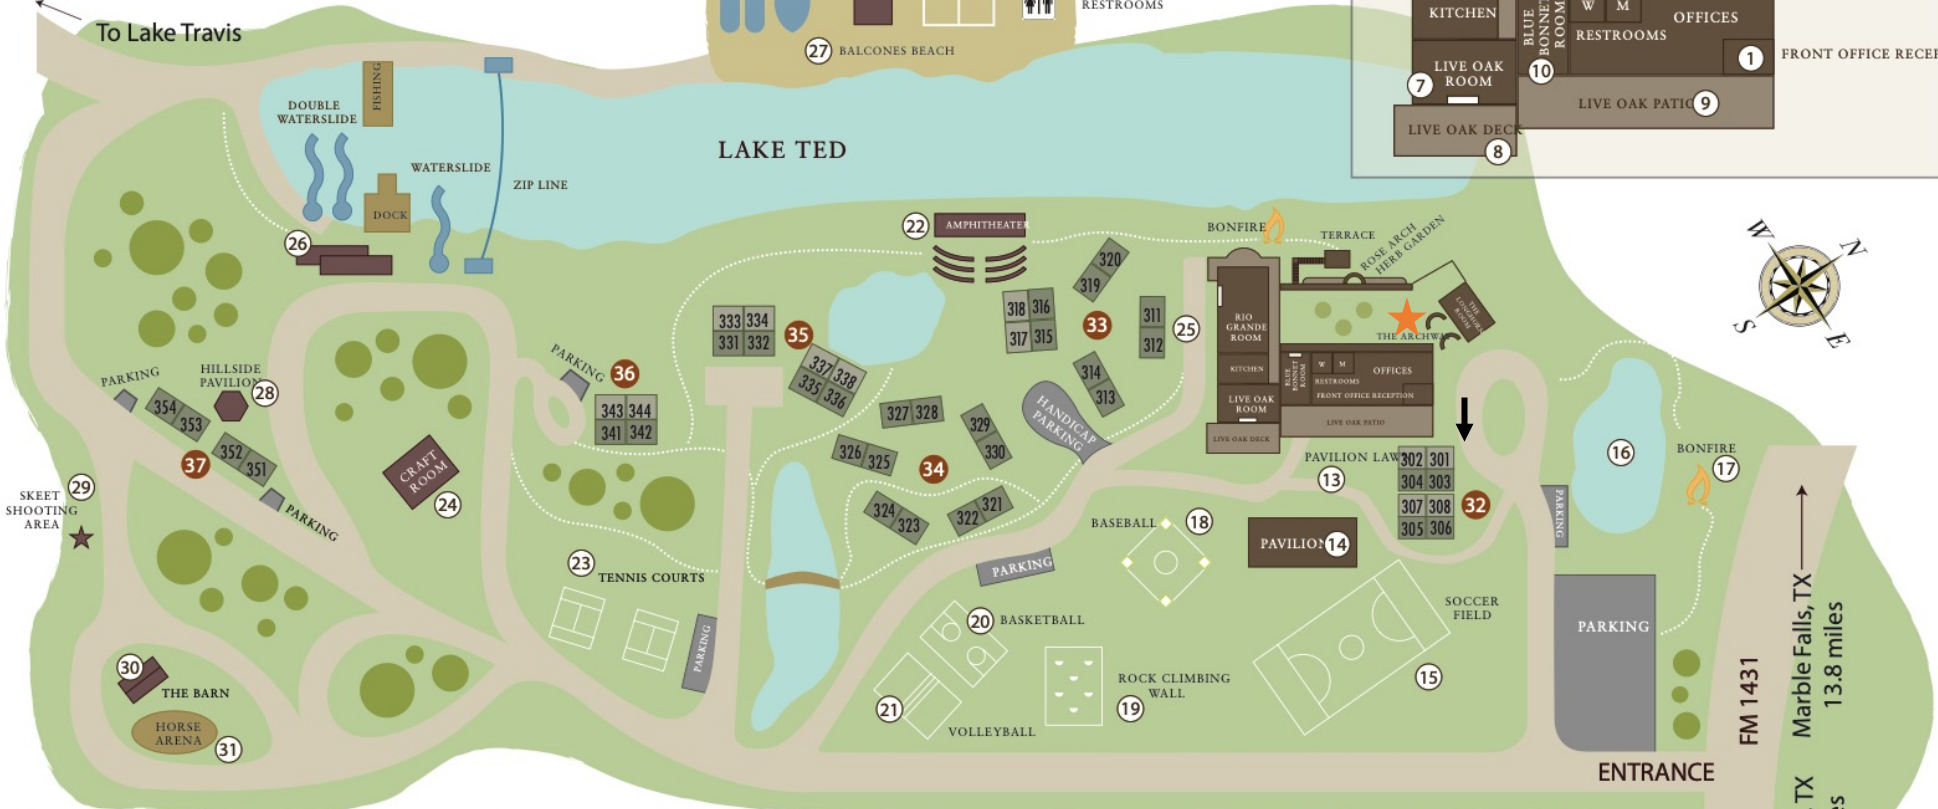 To Lake Travis
RESTROOMS
27 BALCONES BEACH
KITCHEN
BLUE
BONNET
ROOM
W M
OFFICES
RESTROOMS
1
LIVE OAK
ROOM
7
10
LIVE OAK PATIO
9
LIVE OAK DECK
8
FISHING
DOUBLE
WATERSLIDE
WATERSLIDE
ZIP LINE
DOCK
26
LAKE TED
22 AMPHITHEATER
BONFIRE
TERRACE
ROSE ARCH
HERB GARDEN
THE
LONGHORN
ROOM
W
N
S
E
320
319
318 316
317 315
33
311
312
25
314
313
RIO
GRANDE
ROOM
KITCHEN
LIVE OAK
ROOM
LIVE OAK DECK
BLUE
BONNET
ROOM
W M
RESTROOMS
OFFICES
FRONT OFFICE RECEPTION
LIVE OAK PATIO
333 334
331 332
35
337 338
335 336
PARKING
36
343 344
341 342
327 328
329
330
326 325
34
324 323
322 321
HANDICAP
PARKING
PARKING
HILLSIDE
PAVILION
28
354 353
352 351
37
PARKING
CRAFT
ROOM
24
29
SKEET
SHOOTING
AREA
13
302 301
304 303
307 308
305 306
32
PARKING
16
BONFIRE
17
BASEBALL 18
14
PARKING
23
TENNIS COURTS
PARKING
20 BASKETBALL
21
VOLLEYBALL
ROCK CLIMBING
WALL
19
SOCCER
FIELD
15
PARKING
30
THE BARN
HORSE
ARENA
31
FM 1431
Marble Falls, TX
13.8 miles
TX
ENTRANCE